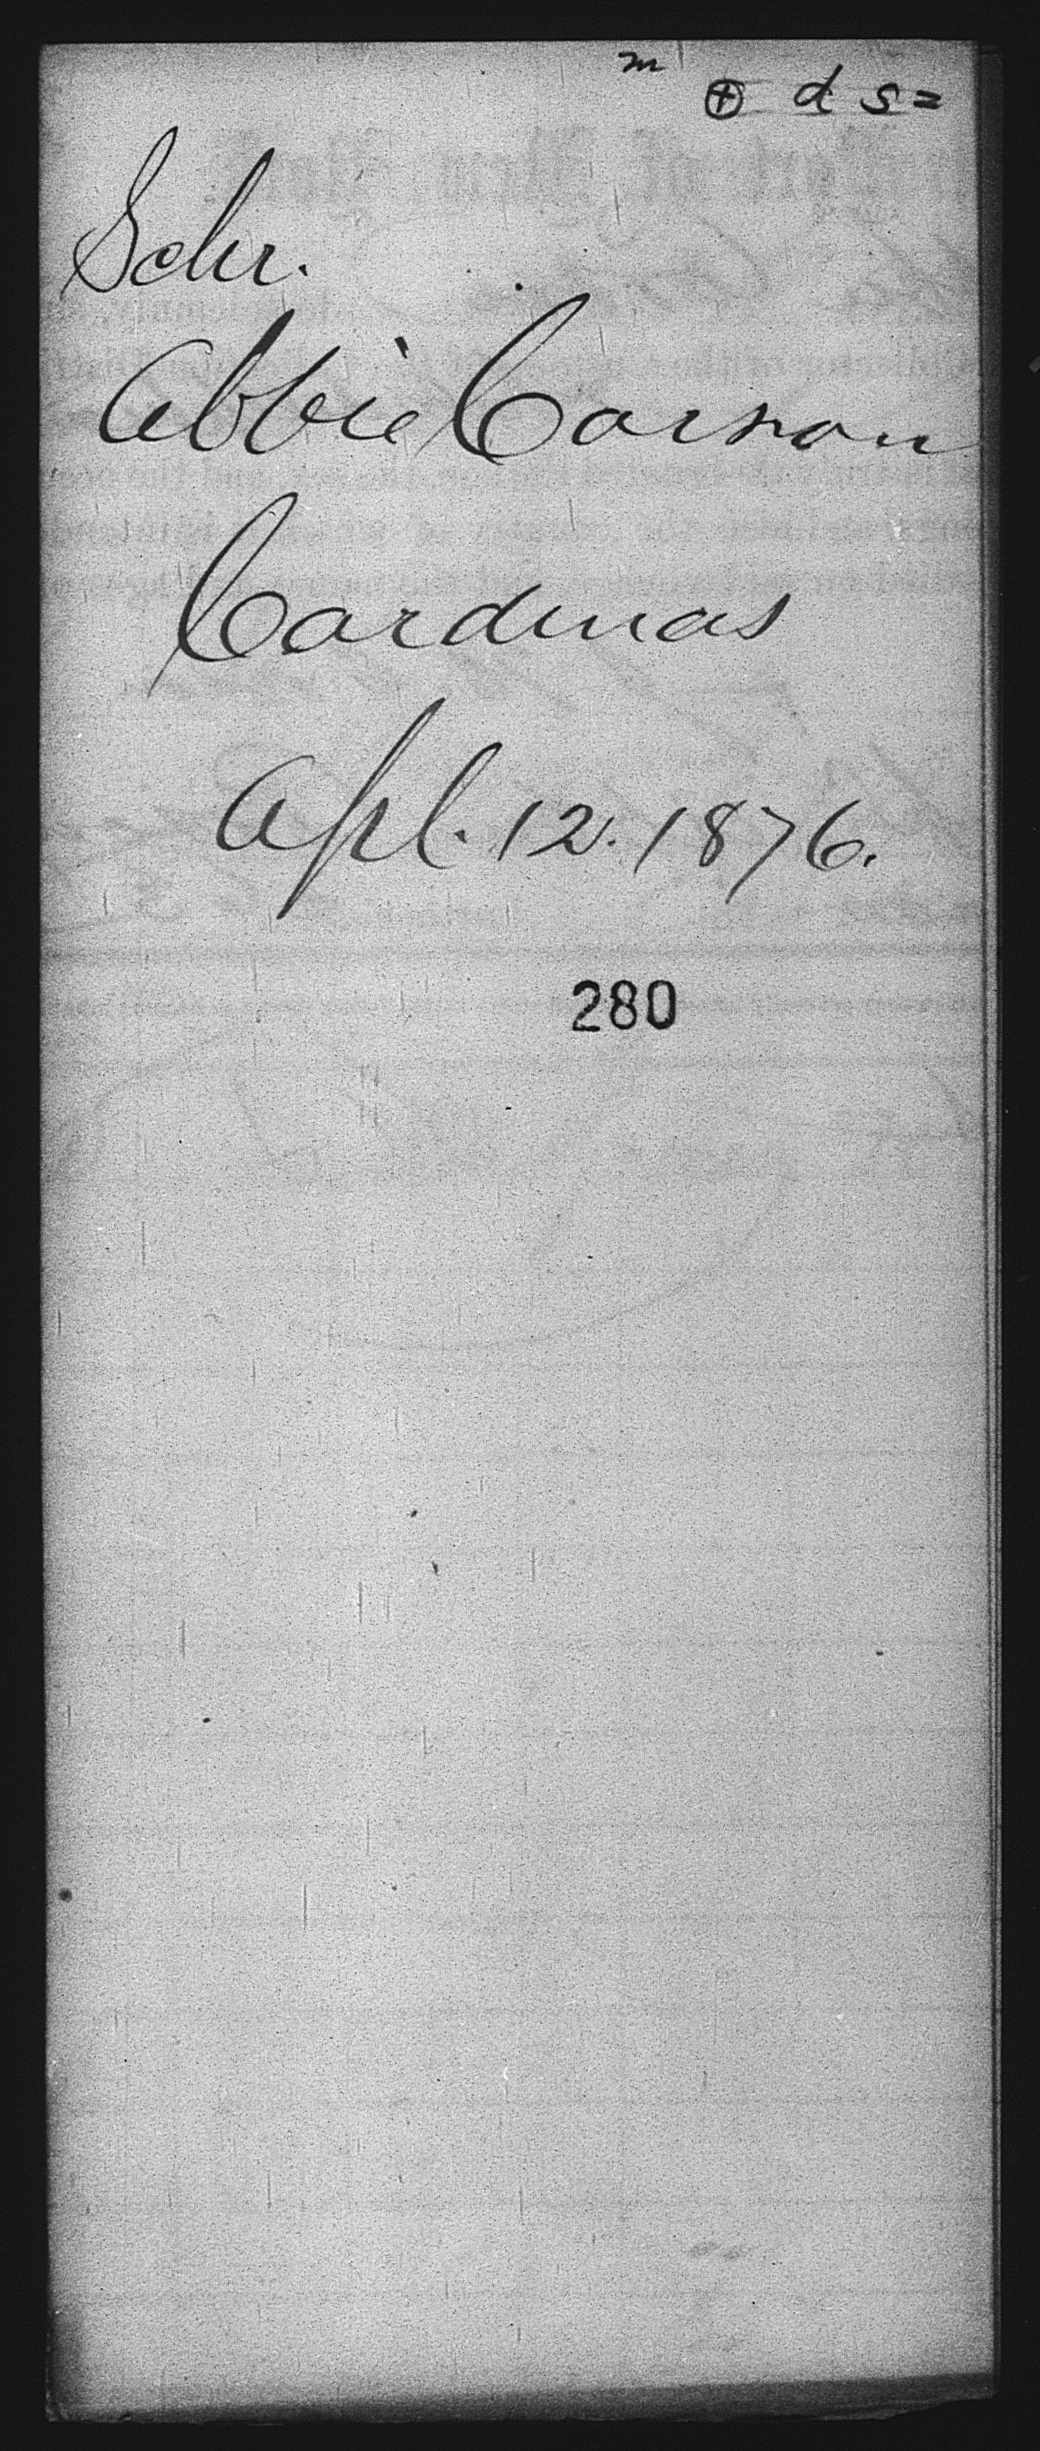 m
⊕ d s=
Schr.
Abbie Carson
Cardenas
Apl. 12. 1876.
280